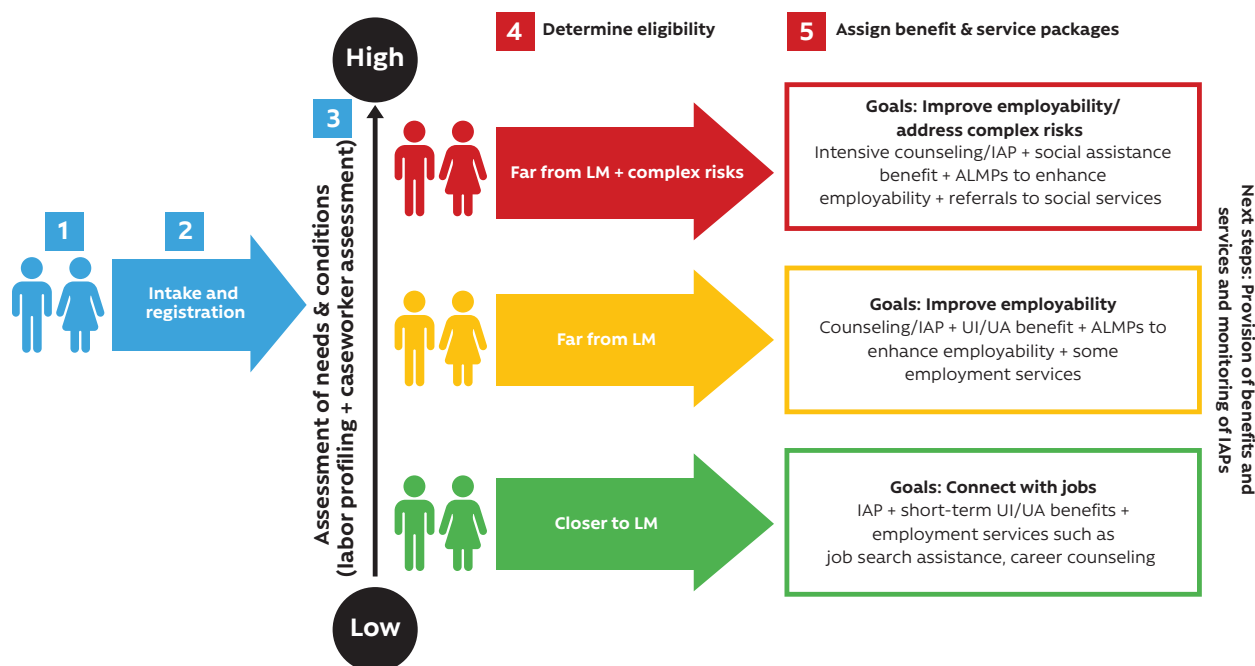 1
2
Intake and
registration
High
3
Assessment of needs & conditions
(labor profiling + caseworker assessment)
Low
4 Determine eligibility
Far from LM + complex risks
Far from LM
Closer to LM
5 Assign benefit & service packages
Goals: Improve employability/
address complex risks
Intensive counseling/IAP + social assistance
benefit + ALMPs to enhance
employability + referrals to social services
Goals: Improve employability
Counseling/IAP + UI/UA benefit + ALMPs to
enhance employability + some
employment services
Goals: Connect with jobs
IAP + short-term UI/UA benefits +
employment services such as
job search assistance, career counseling
Next steps: Provision of benefits and
services and monitoring of IAPs